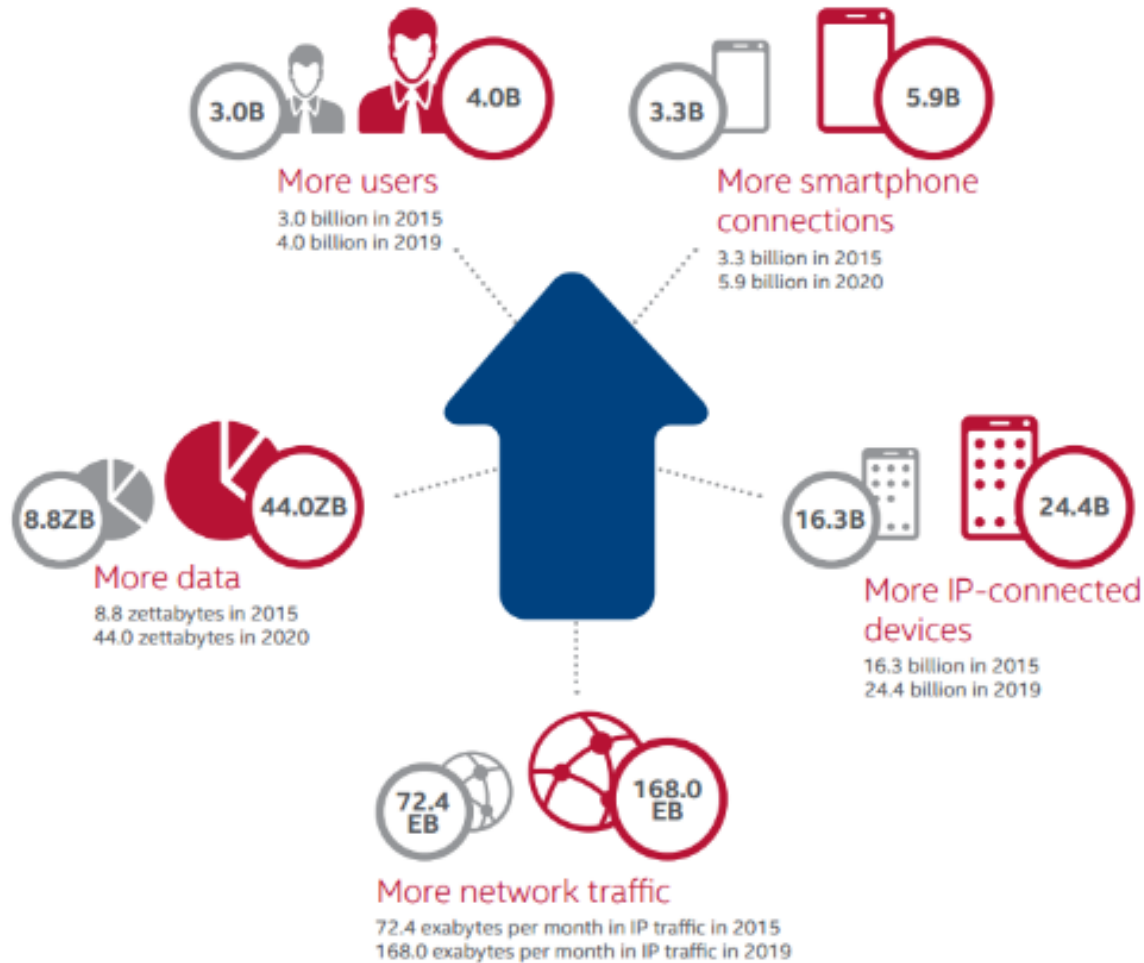 3.0B
4.0B
More users
3.0 billion in 2015
4.0 billion in 2019
3.3B
5.9B
More smartphone
connections
3.3 billion in 2015
5.9 billion in 2020
8.8ZB
44.0ZB
More data
8.8 zettabytes in 2015
44.0 zettabytes in 2020
16.3B
24.4B
More IP-connected
devices
16.3 billion in 2015
24.4 billion in 2019
72.4
EB
168.0
EB
More network traffic
72.4 exabytes per month in IP traffic in 2015
168.0 exabytes per month in IP traffic in 2019